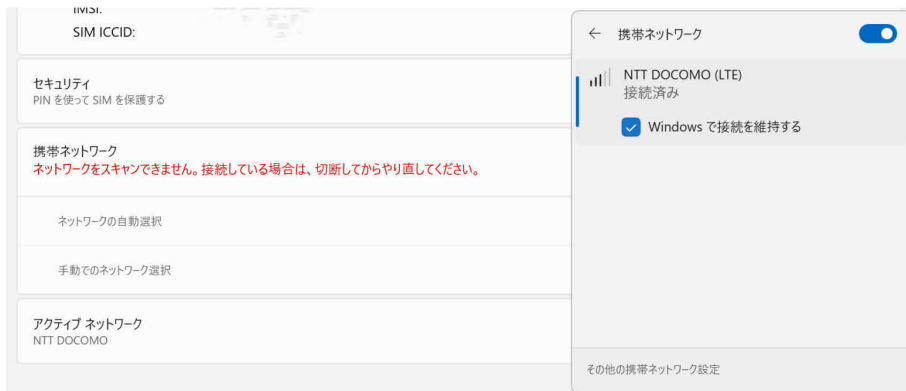 IMSI:
SIM ICCID:
セキュリティ
PIN を使って SIM を保護する
携帯ネットワーク
ネットワークをスキャンできません。接続している場合は、切断してからやり直してください。
ネットワークの自動選択
手動でのネットワーク選択
アクティブ ネットワーク
NTT DOCOMO
携帯ネットワーク
NTT DOCOMO (LTE)
接続済み
Windows で接続を維持する
その他の携帯ネットワーク設定